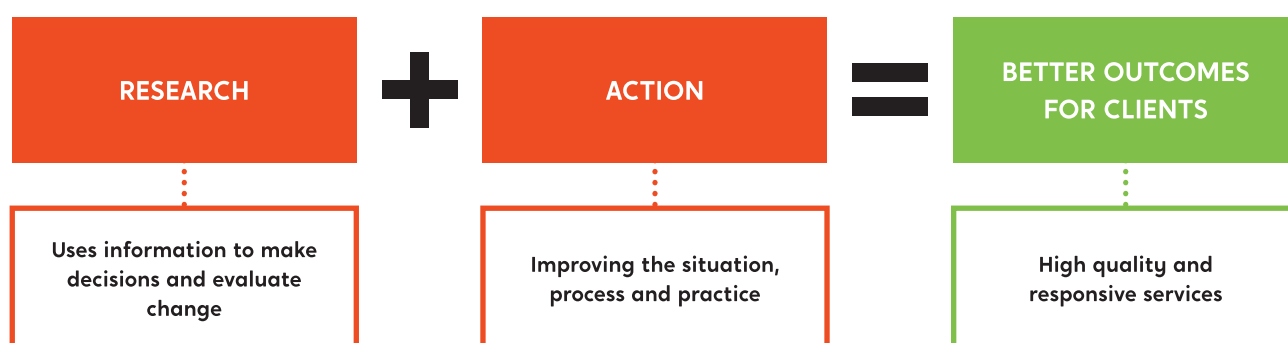 RESEARCH
+
ACTION
=
BETTER OUTCOMES
FOR CLIENTS
Uses information to make
decisions and evaluate
change
Improving the situation,
process and practice
High quality and
responsive services